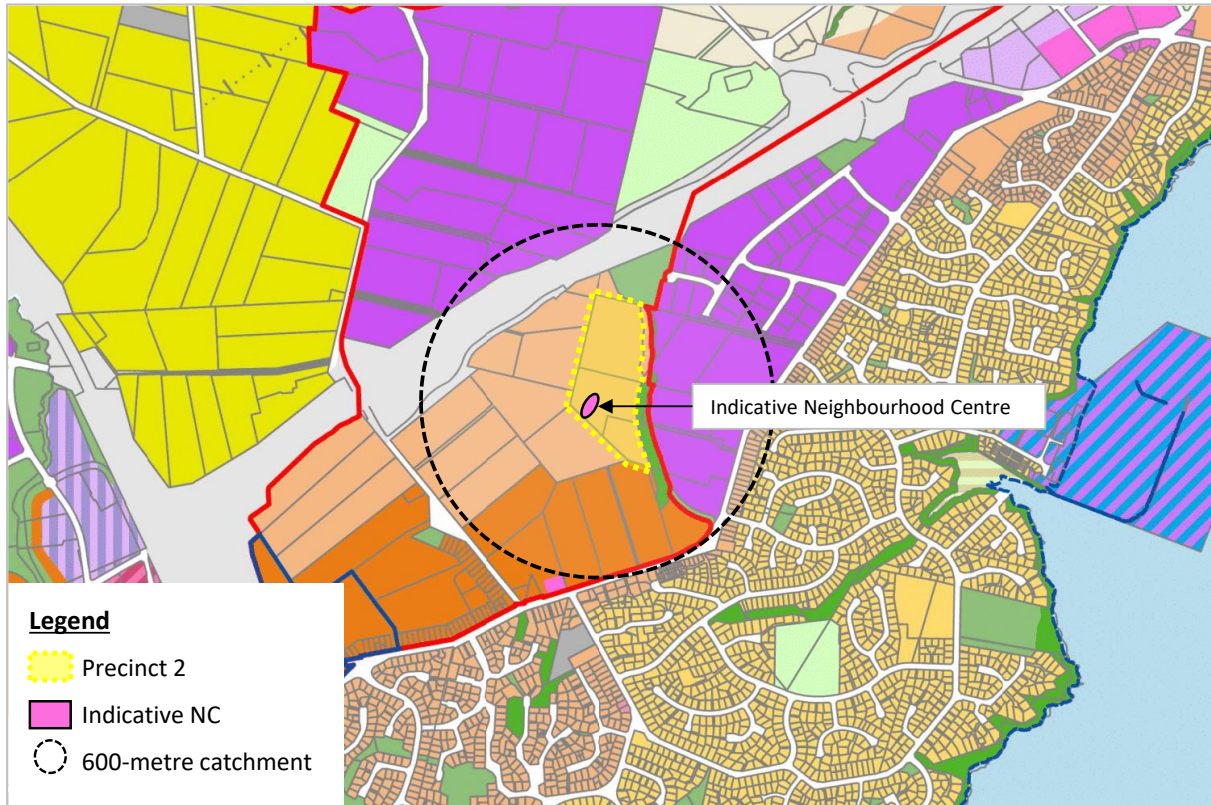 Indicative Neighbourhood Centre
Legend
Precinct 2
Indicative NC
600-metre catchment